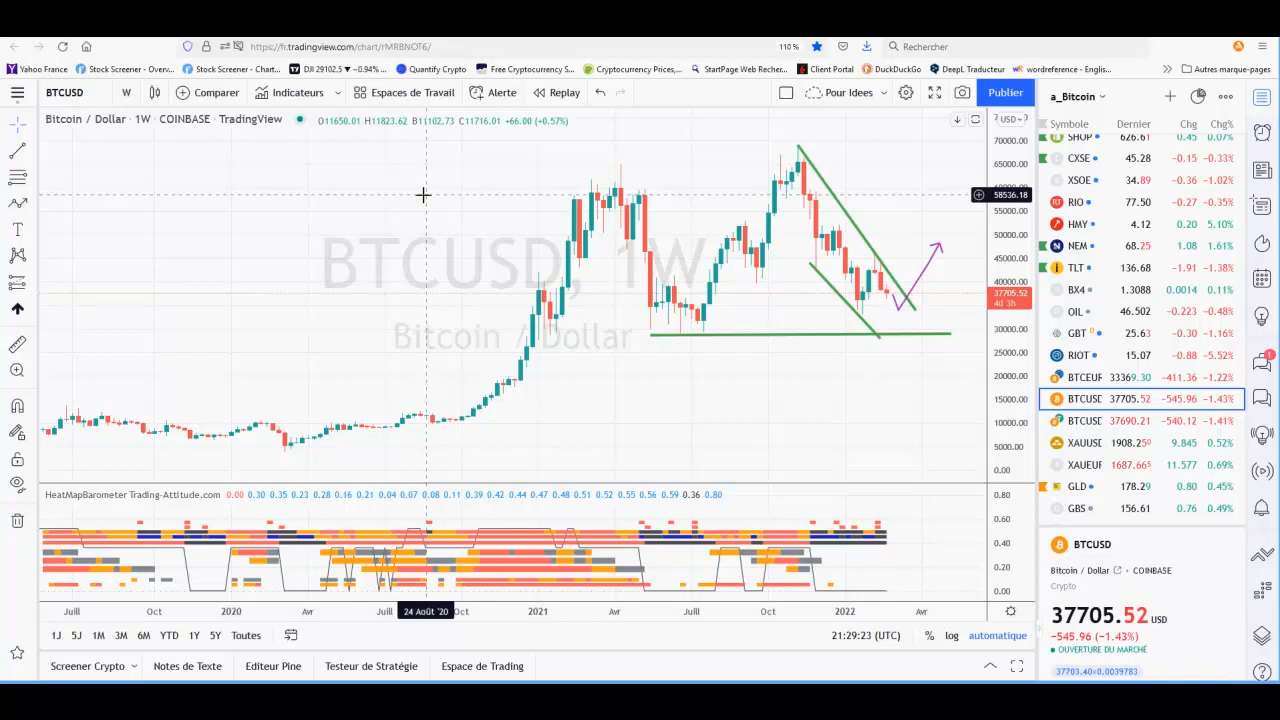 https://fr.tradingview.com/chart/rMRBNOT6/
110 %
Rechercher
Yahoo France
Stock Screener - Overv...
Stock Screener - Chart...
DJI 29102.5 ▼ −0.94% ...
Quantify Crypto
Free Cryptocurrency S...
Cryptocurrency Prices,...
StartPage Web Recher...
Client Portal
DuckDuckGo
DeepL Traducteur
wordreference - Englis...
Autres marque-pages
BTCUSD
W
Comparer
Indicateurs
Espaces de Travail
Alerte
Replay
Pour Idées
Publier
a_Bitcoin
Bitcoin / Dollar · 1W · COINBASE · TradingView
O11650.01 H11823.62 B11102.73 C11716.01 +66.00 (+0.57%)
USD
70000.00
65000.00
58536.18
55000.00
50000.00
45000.00
40000.00
37705.52
4d 3h
30000.00
25000.00
20000.00
15000.00
10000.00
5000.00
0.00
BTCUSD, 1W
Bitcoin / Dollar
HeatMapBarometer Trading-Attitude.com 0.00 0.30 0.35 0.23 0.28 0.16 0.21 0.04 0.07 0.08 0.11 0.39 0.42 0.44 0.47 0.48 0.51 0.52 0.55 0.56 0.59 0.36 0.80
0.80
0.60
0.40
0.20
0.00
Juill
Oct
2020
Avr
Juill
24 Août '20
Oct
2021
Avr
Juill
Oct
2022
Avr
1J 5J 1M 3M 6M YTD 1Y 5Y Toutes
21:29:23 (UTC)
% log automatique
Screener Crypto
Notes de Texte
Editeur Pine
Testeur de Stratégie
Espace de Trading
Symbole Dernier Chg Chg%
SHOP 626.61 0.45 0.07%
CXSE 45.28 −0.15 −0.33%
XSOE 34.89 −0.36 −1.02%
RIO 77.50 −0.27 −0.35%
HMY 4.12 0.20 5.10%
NEM 68.25 1.08 1.61%
TLT 136.68 −1.91 −1.38%
BX4 1.3088 0.0014 0.11%
OIL 46.502 −0.223 −0.48%
GBT 25.63 −0.30 −1.16%
RIOT 15.07 −0.88 −5.52%
BTCEUR 33369.30 −411.36 −1.22%
BTCUSD 37705.52 −545.96 −1.43%
BTCUSD 37690.21 −540.12 −1.41%
XAUUSD 1908.250 9.845 0.52%
XAUEUR 1687.665 11.577 0.69%
GLD 178.29 0.80 0.45%
GBS 156.61 0.76 0.49%
BTCUSD
Bitcoin / Dollar • COINBASE
Crypto
37705.52 USD
−545.96 (−1.43%)
OUVERTURE DU MARCHÉ
37703.40×0.0039783
1